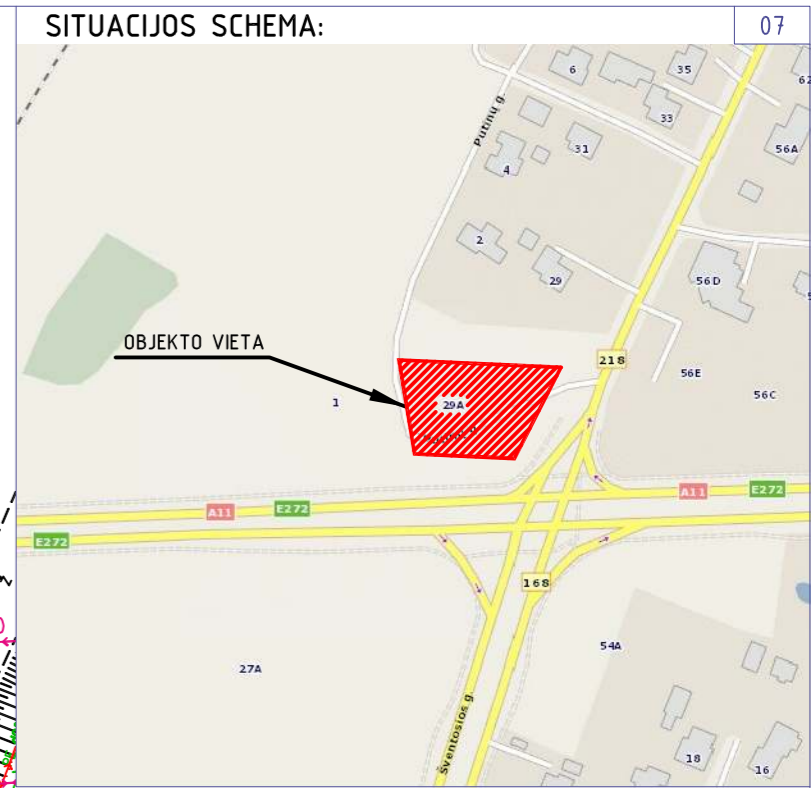 SITUACIJOS SCHEMA:
07
6
35
62
33
Putinų g.
31
56A
4
2
29
56D
OBJEKTO VIETA
218
56E
56C
1
29A
A11
E272
A11
E272
E272
168
54A
27A
Šventosios g.
18
16